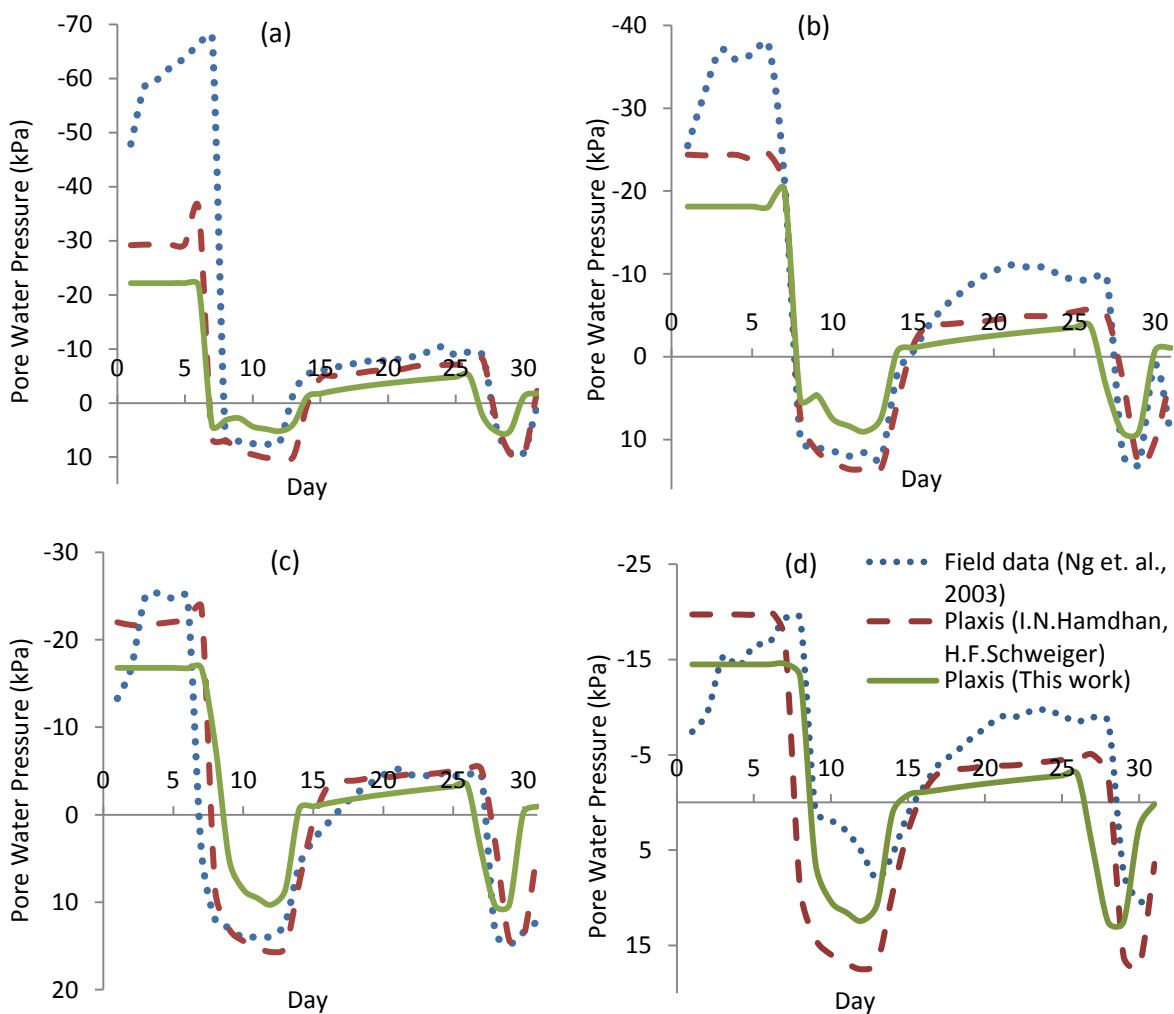 (a)
-70
-60
-50
-40
-30
-20
-10
0
10
0 5 10 15 20 25 30
Pore Water Pressure (kPa)
Day
(b)
-40
-30
-20
-10
0
10
0 5 10 15 20 25 30
Pore Water Pressure (kPa)
Day
(c)
-30
-20
-10
0
10
20
0 5 10 15 20 25 30
Pore Water Pressure (kPa)
Day
(d)
-25
-15
-5
5
15
0 5 10 15 20 25 30
Pore Water Pressure (kPa)
Day
Field data (Ng et. al.,
2003)
Plaxis (I.N.Hamdhan,
H.F.Schweiger)
Plaxis (This work)